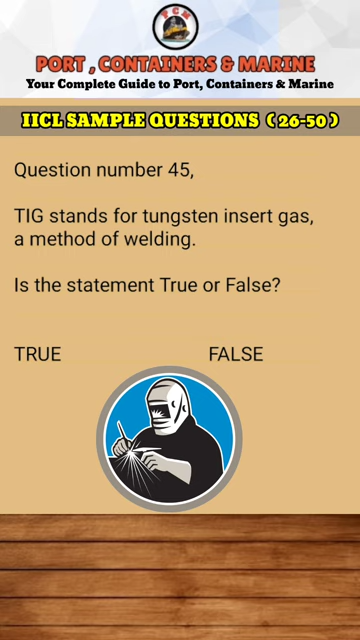 PCM
PORT , CONTAINERS & MARINE
Your Complete Guide to Port, Containers & Marine
IICL SAMPLE QUESTIONS ( 26-50 )
Question number 45,
TIG stands for tungsten insert gas,
a method of welding.
Is the statement True or False?
TRUE FALSE